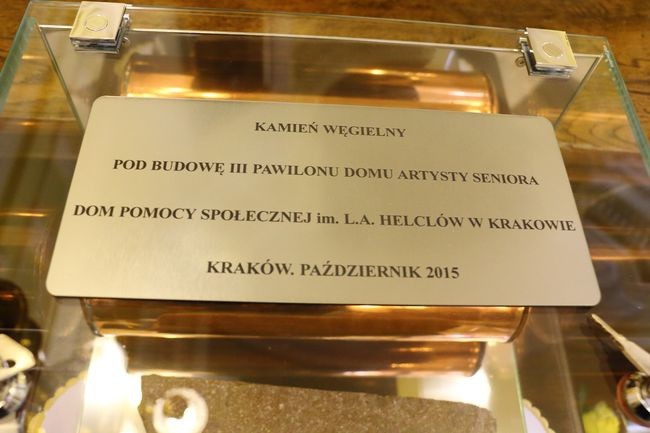 KAMIEŃ WĘGIELNY
POD BUDOWĘ III PAWILONU DOMU ARTYSTY SENIORA
DOM POMOCY SPOŁECZNEJ im. L.A. HELCLÓW W KRAKOWIE
KRAKÓW. PAŹDZIERNIK 2015